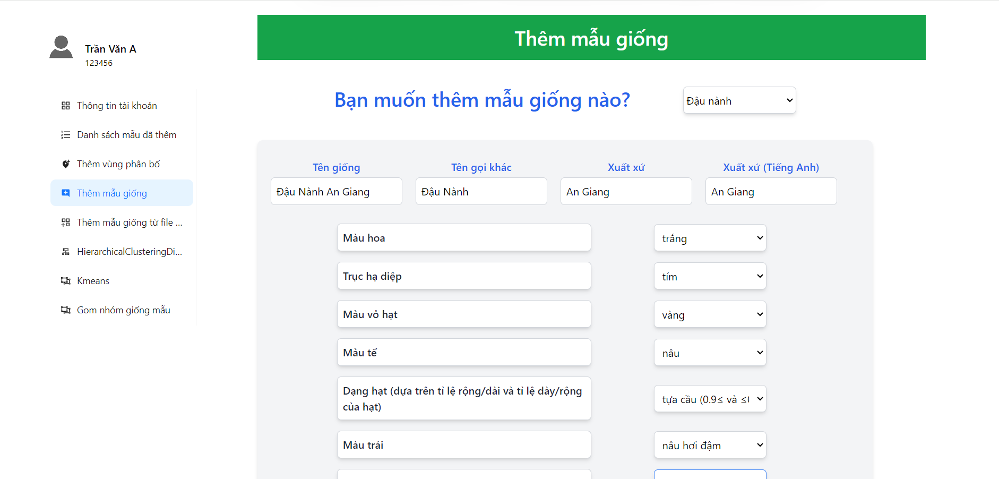 Trần Văn A
123456
Thông tin tài khoản
Danh sách mẫu đã thêm
Thêm vùng phân bố
Thêm mẫu giống
Thêm mẫu giống từ file ...
HierarchicalClusteringDi...
Kmeans
Gom nhóm giống mẫu
Thêm mẫu giống
Bạn muốn thêm mẫu giống nào?
Đậu nành
Tên giống
Tên gọi khác
Xuất xứ
Xuất xứ (Tiếng Anh)
Đậu Nành An Giang
Đậu Nành
An Giang
An Giang
Màu hoa
trắng
Trục hạ diệp
tím
Màu vỏ hạt
vàng
Màu tể
nâu
Dạng hạt (dựa trên tỉ lệ rộng/dài và tỉ lệ dày/rộng
của hạt)
tựa cầu (0.9≤ và ≤
Màu trái
nâu hơi đậm